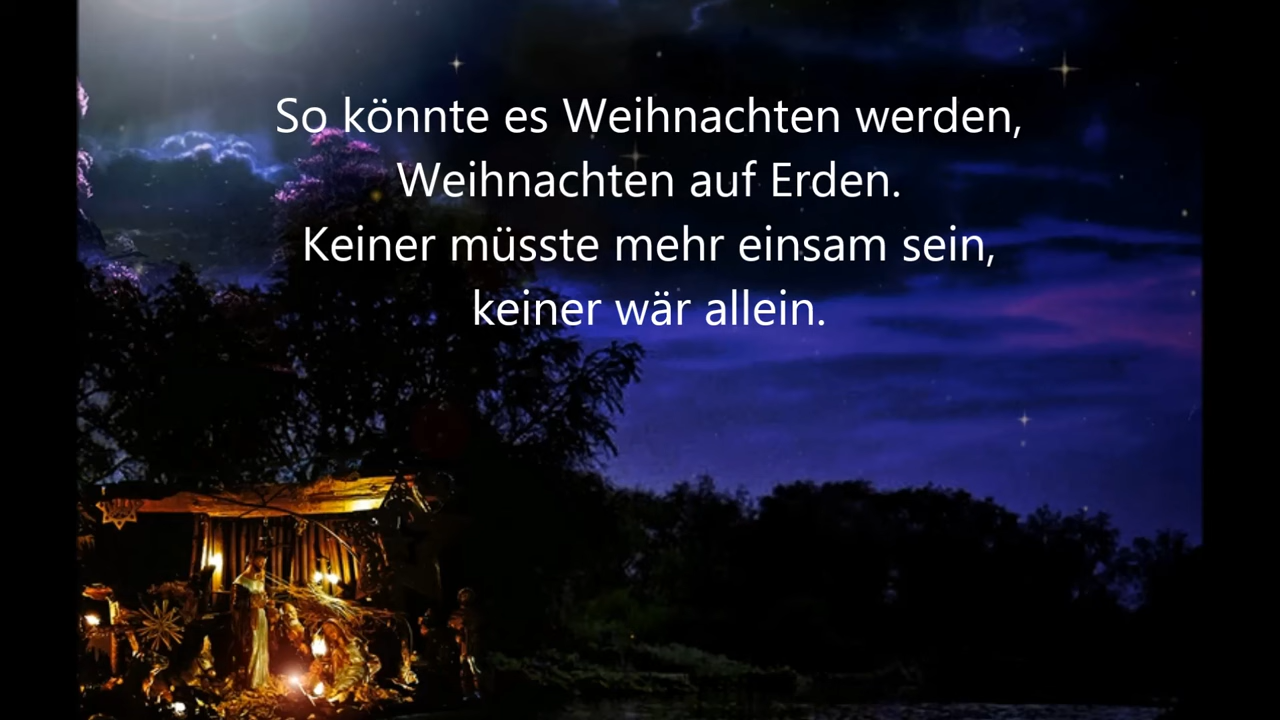 So könnte es Weihnachten werden,
Weihnachten auf Erden.
Keiner müsste mehr einsam sein,
keiner wär allein.